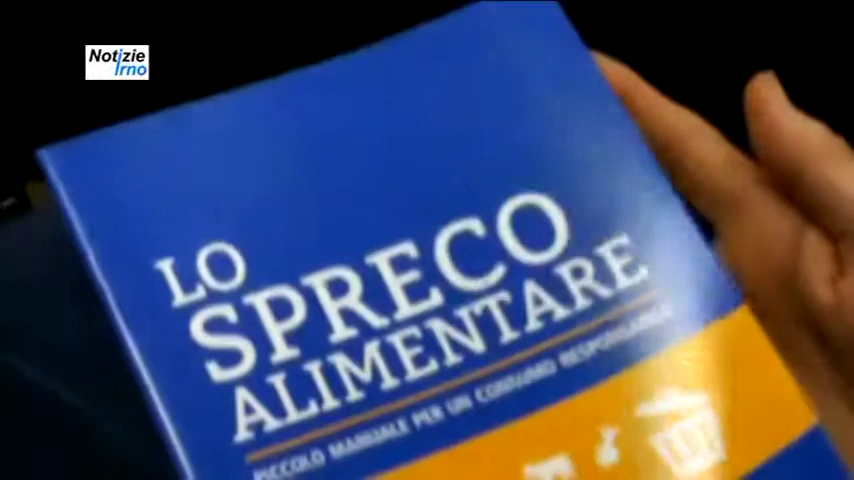 Notizie
Irno
LO
SPRECO
ALIMENTARE
PICCOLO MANUALE PER UN CONSUMO RESPONSABILE